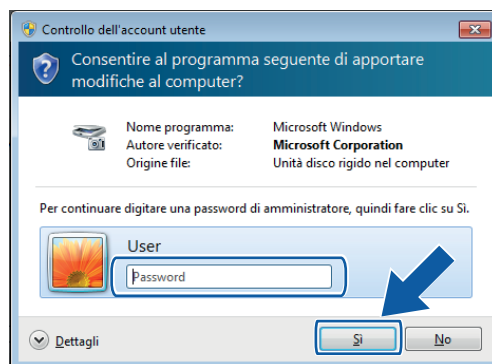 Controllo dell'account utente
Consentire al programma seguente di apportare
modifiche al computer?
Nome programma: Microsoft Windows
Autore verificato: Microsoft Corporation
Origine file: Unità disco rigido nel computer
Per continuare digitare una password di amministratore, quindi fare clic su Sì.
User
Password
Dettagli Sì No